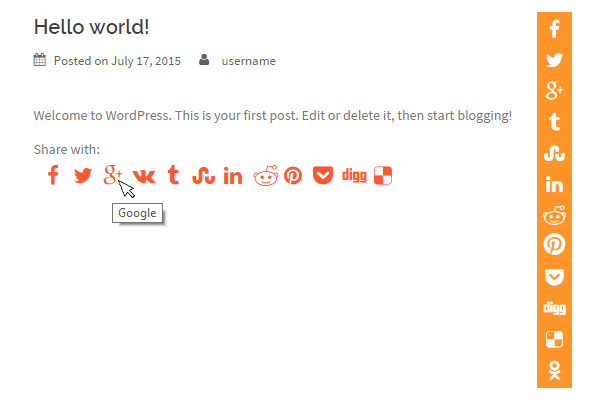 Hello world!
Posted on July 17, 2015 username
Welcome to WordPress. This is your first post. Edit or delete it, then start blogging!
Share with:
digg
Google
digg